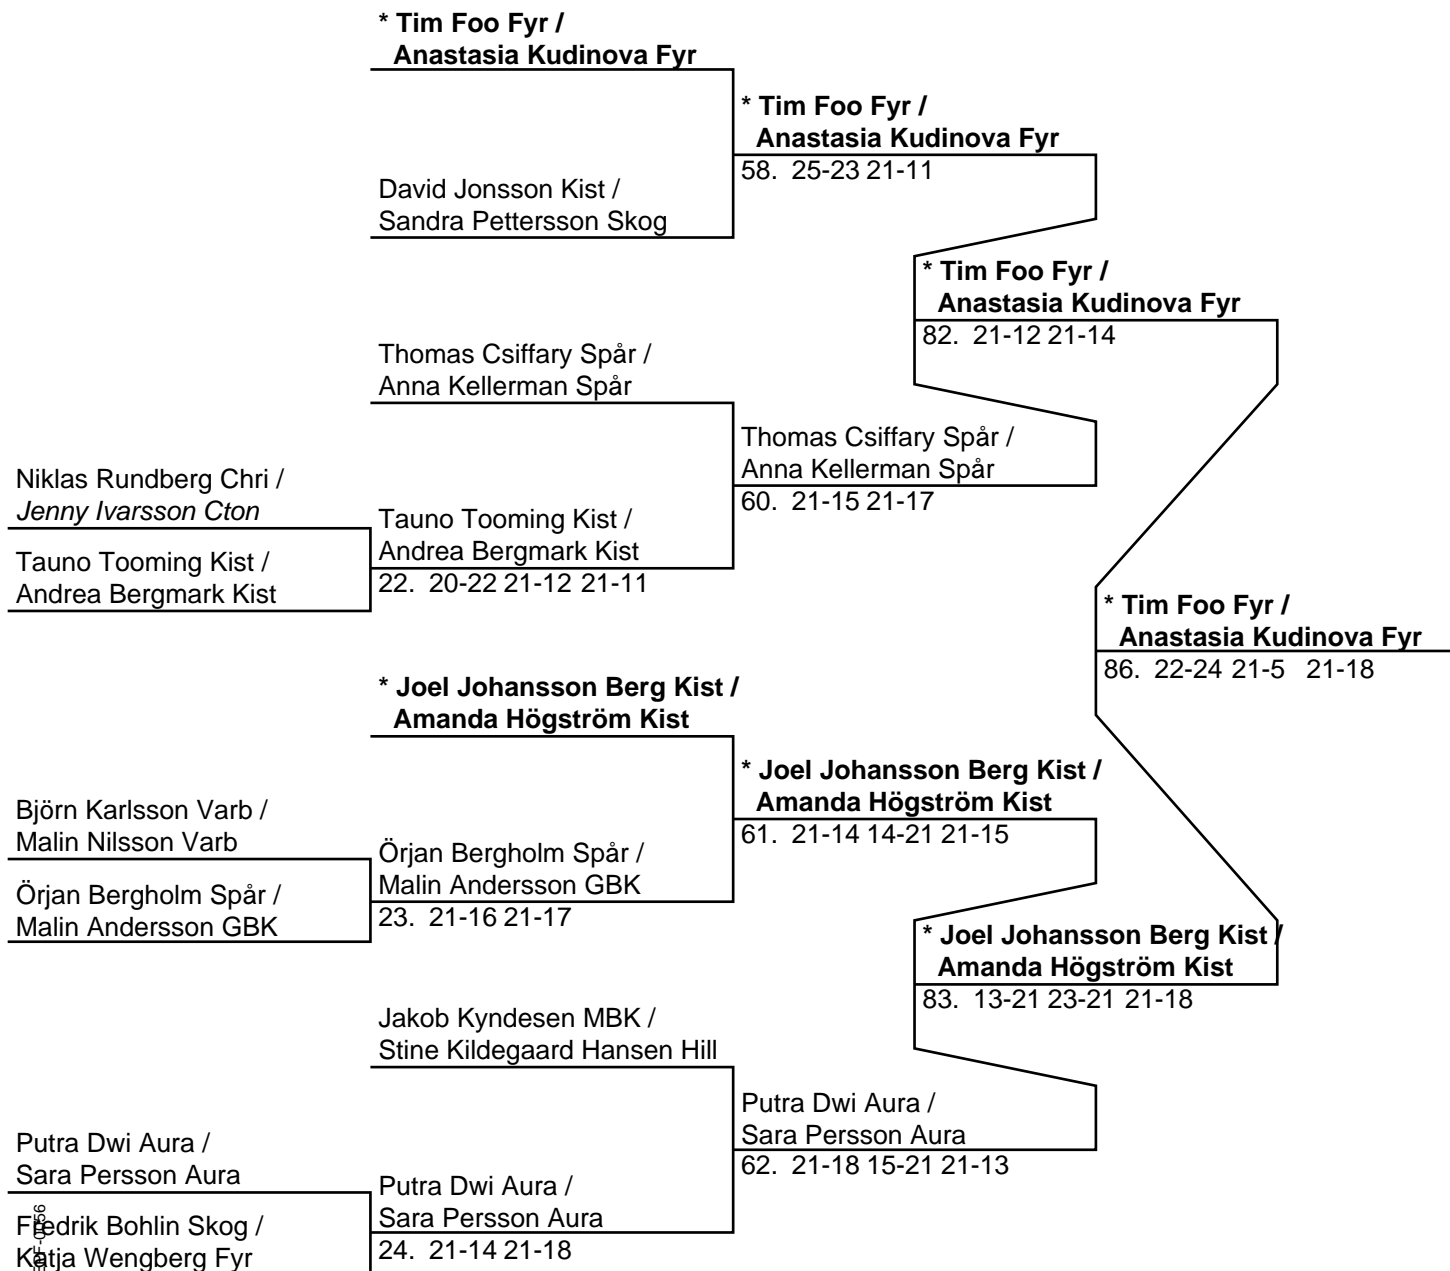 * Tim Foo Fyr /
Anastasia Kudinova Fyr
* Tim Foo Fyr /
Anastasia Kudinova Fyr
58. 25-23 21-11
David Jonsson Kist /
Sandra Pettersson Skog
* Tim Foo Fyr /
Anastasia Kudinova Fyr
82. 21-12 21-14
Thomas Csiffary Spår /
Anna Kellerman Spår
Thomas Csiffary Spår /
Anna Kellerman Spår
60. 21-15 21-17
Niklas Rundberg Chri /
Jenny Ivarsson Cton
Tauno Tooming Kist /
Andrea Bergmark Kist
22. 20-22 21-12 21-11
Tauno Tooming Kist /
Andrea Bergmark Kist
* Tim Foo Fyr /
Anastasia Kudinova Fyr
86. 22-24 21-5 21-18
* Joel Johansson Berg Kist /
Amanda Högström Kist
* Joel Johansson Berg Kist /
Amanda Högström Kist
61. 21-14 14-21 21-15
Björn Karlsson Varb /
Malin Nilsson Varb
Örjan Bergholm Spår /
Malin Andersson GBK
23. 21-16 21-17
Örjan Bergholm Spår /
Malin Andersson GBK
* Joel Johansson Berg Kist /
Amanda Högström Kist
83. 13-21 23-21 21-18
Jakob Kyndesen MBK /
Stine Kildegaard Hansen Hill
Putra Dwi Aura /
Sara Persson Aura
62. 21-18 15-21 21-13
Putra Dwi Aura /
Sara Persson Aura
Putra Dwi Aura /
Sara Persson Aura
24. 21-14 21-18
Fredrik Bohlin Skog /
Katja Wengberg Fyr